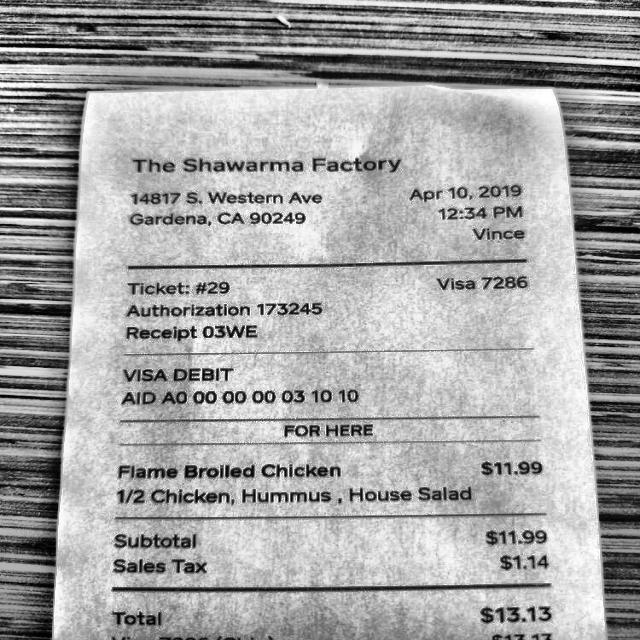 The Shawarma Factory
14817 S. Western Ave Apr 10, 2019
Gardena, CA 90249 12:34 PM
Vince
Ticket: #29 Visa 7286
Authorization 173245
Receipt 03WE
VISA DEBIT
AID A0 00 00 00 03 10 10
FOR HERE
Flame Broiled Chicken $11.99
1/2 Chicken, Hummus , House Salad
Subtotal $11.99
Sales Tax $1.14
Total $13.13